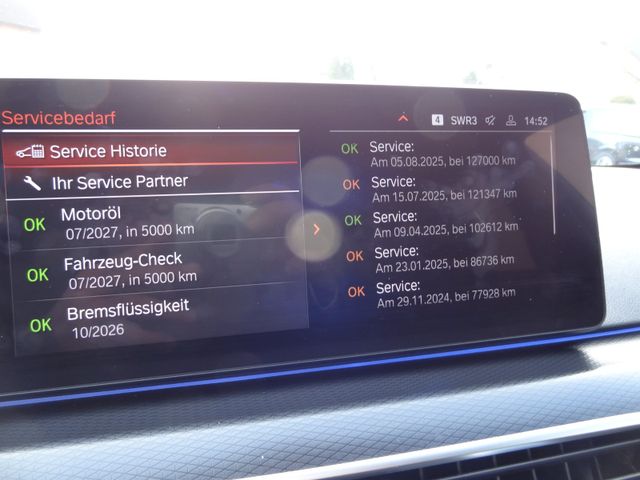 Servicebedarf
4 SWR3 14:52
Service Historie
Ihr Service Partner
OK Motoröl
07/2027, in 5000 km
OK Fahrzeug-Check
07/2027, in 5000 km
OK Bremsflüssigkeit
10/2026
OK Service:
Am 05.08.2025, bei 127000 km
OK Service:
Am 15.07.2025, bei 121347 km
OK Service:
Am 09.04.2025, bei 102612 km
OK Service:
Am 23.01.2025, bei 86736 km
OK Service:
Am 29.11.2024, bei 77928 km